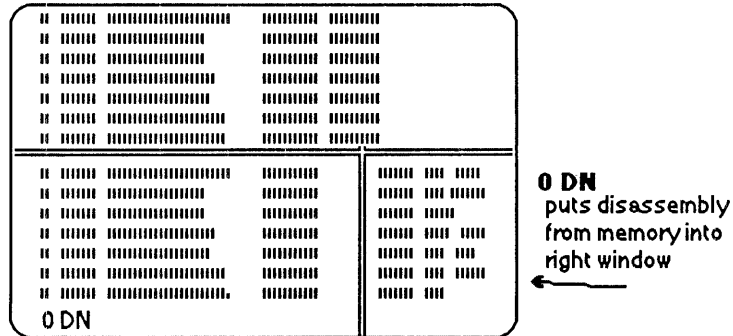 0 DN
puts disassembly
from memory into
right window
0 DN